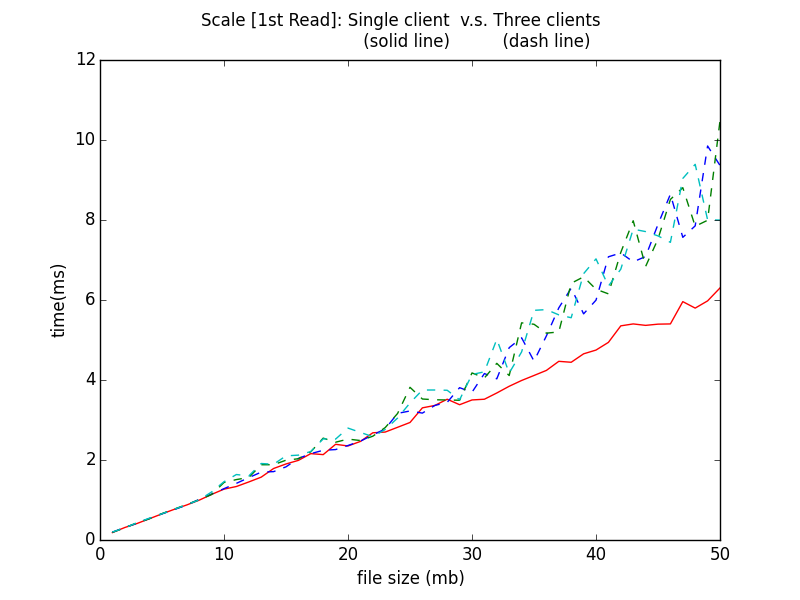 Scale [1st Read]: Single client  v.s. Three clients
(solid line)          (dash line)
12
10
8
6
4
2
0
time(ms)
0 10 20 30 40 50
file size (mb)